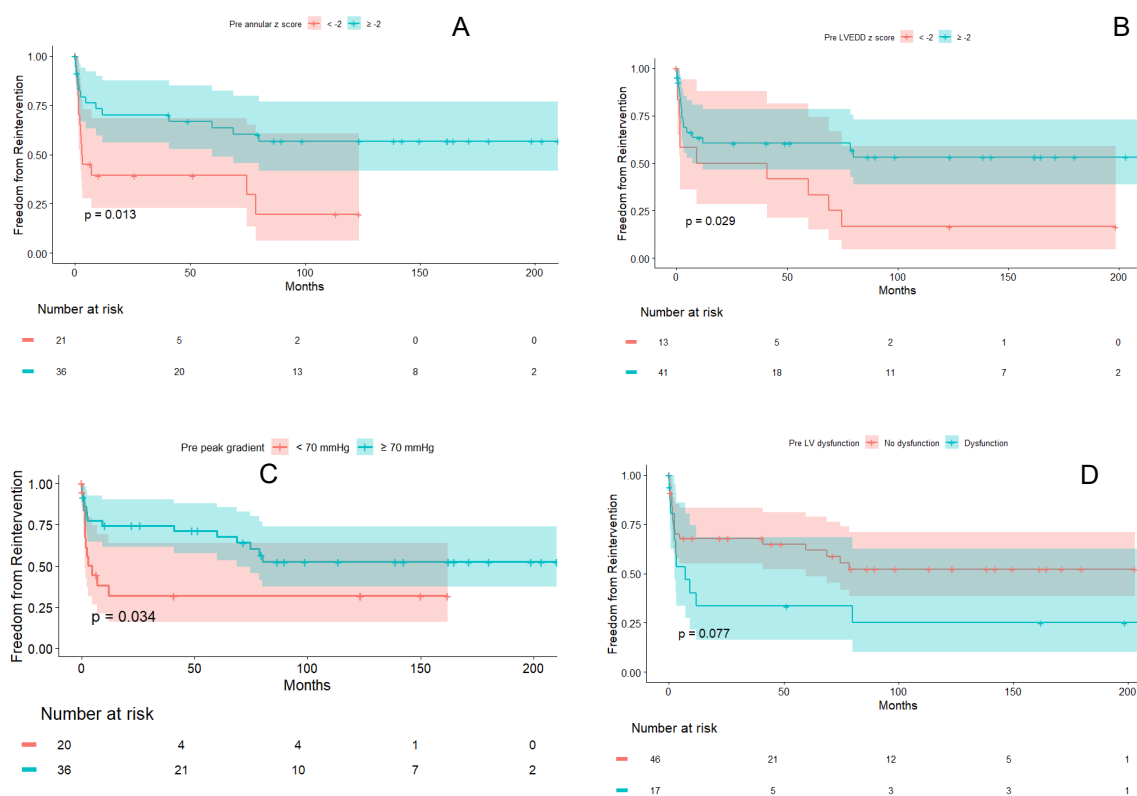 Pre annular z score < -2 ≥ -2
A
Freedom from Reintervention
1.00
0.75
0.50
0.25
0.00
p = 0.013
0 50 100 150 200
Months
Number at risk
21 5 2 0 0
36 20 13 8 2
Pre LVEDD z score < -2 ≥ -2
B
Freedom from Reintervention
1.00
0.75
0.50
0.25
0.00
p = 0.029
0 50 100 150 200
Months
Number at risk
13 5 2 1 0
41 18 11 7 2
Pre peak gradient < 70 mmHg ≥ 70 mmHg
C
Freedom from Reintervention
1.00
0.75
0.50
0.25
0.00
p = 0.034
0 50 100 150 200
Months
Number at risk
20 4 4 1 0
36 21 10 7 2
Pre LV dysfunction No dysfunction Dysfunction
D
Freedom from Reintervention
1.00
0.75
0.50
0.25
0.00
p = 0.077
0 50 100 150 200
Months
Number at risk
46 21 12 5 1
17 5 3 3 1